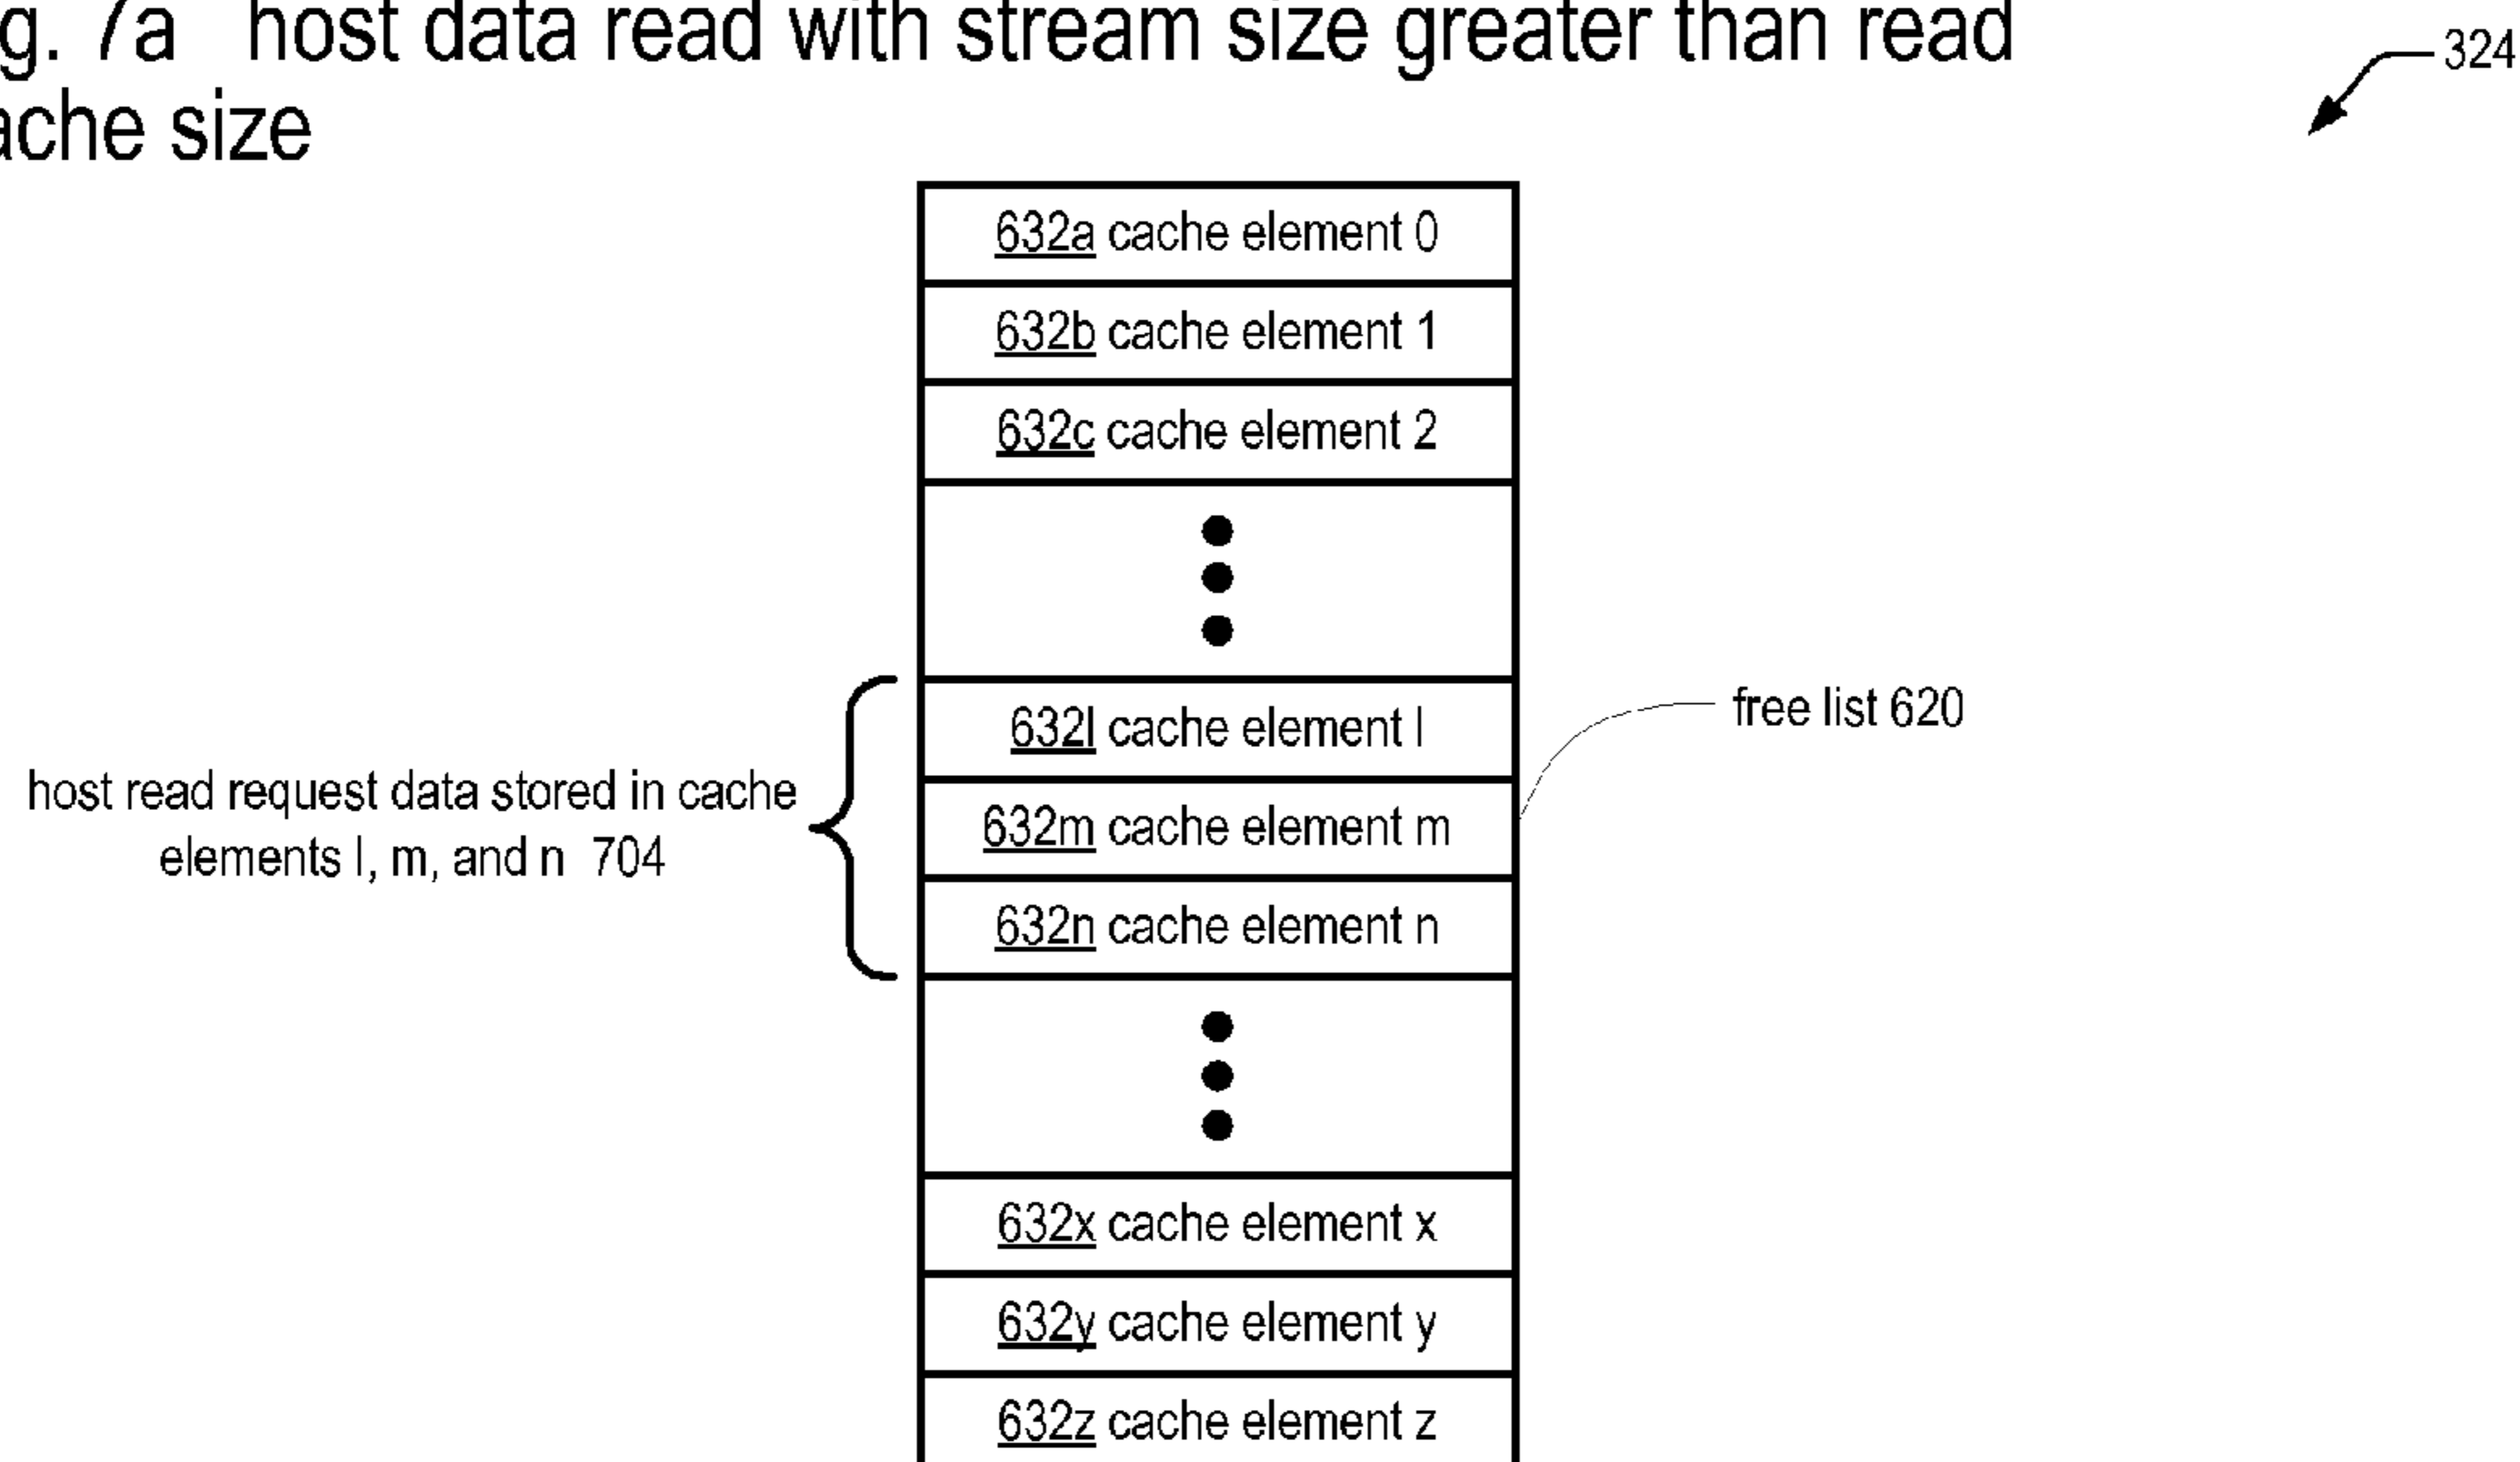 g. 7a host data read with stream size greater than read
ache size
324
632a cache element 0
632b cache element 1
632c cache element 2
632l cache element l
free list 620
host read request data stored in cache
elements l, m, and n 704
632m cache element m
632n cache element n
632x cache element x
632y cache element y
632z cache element z